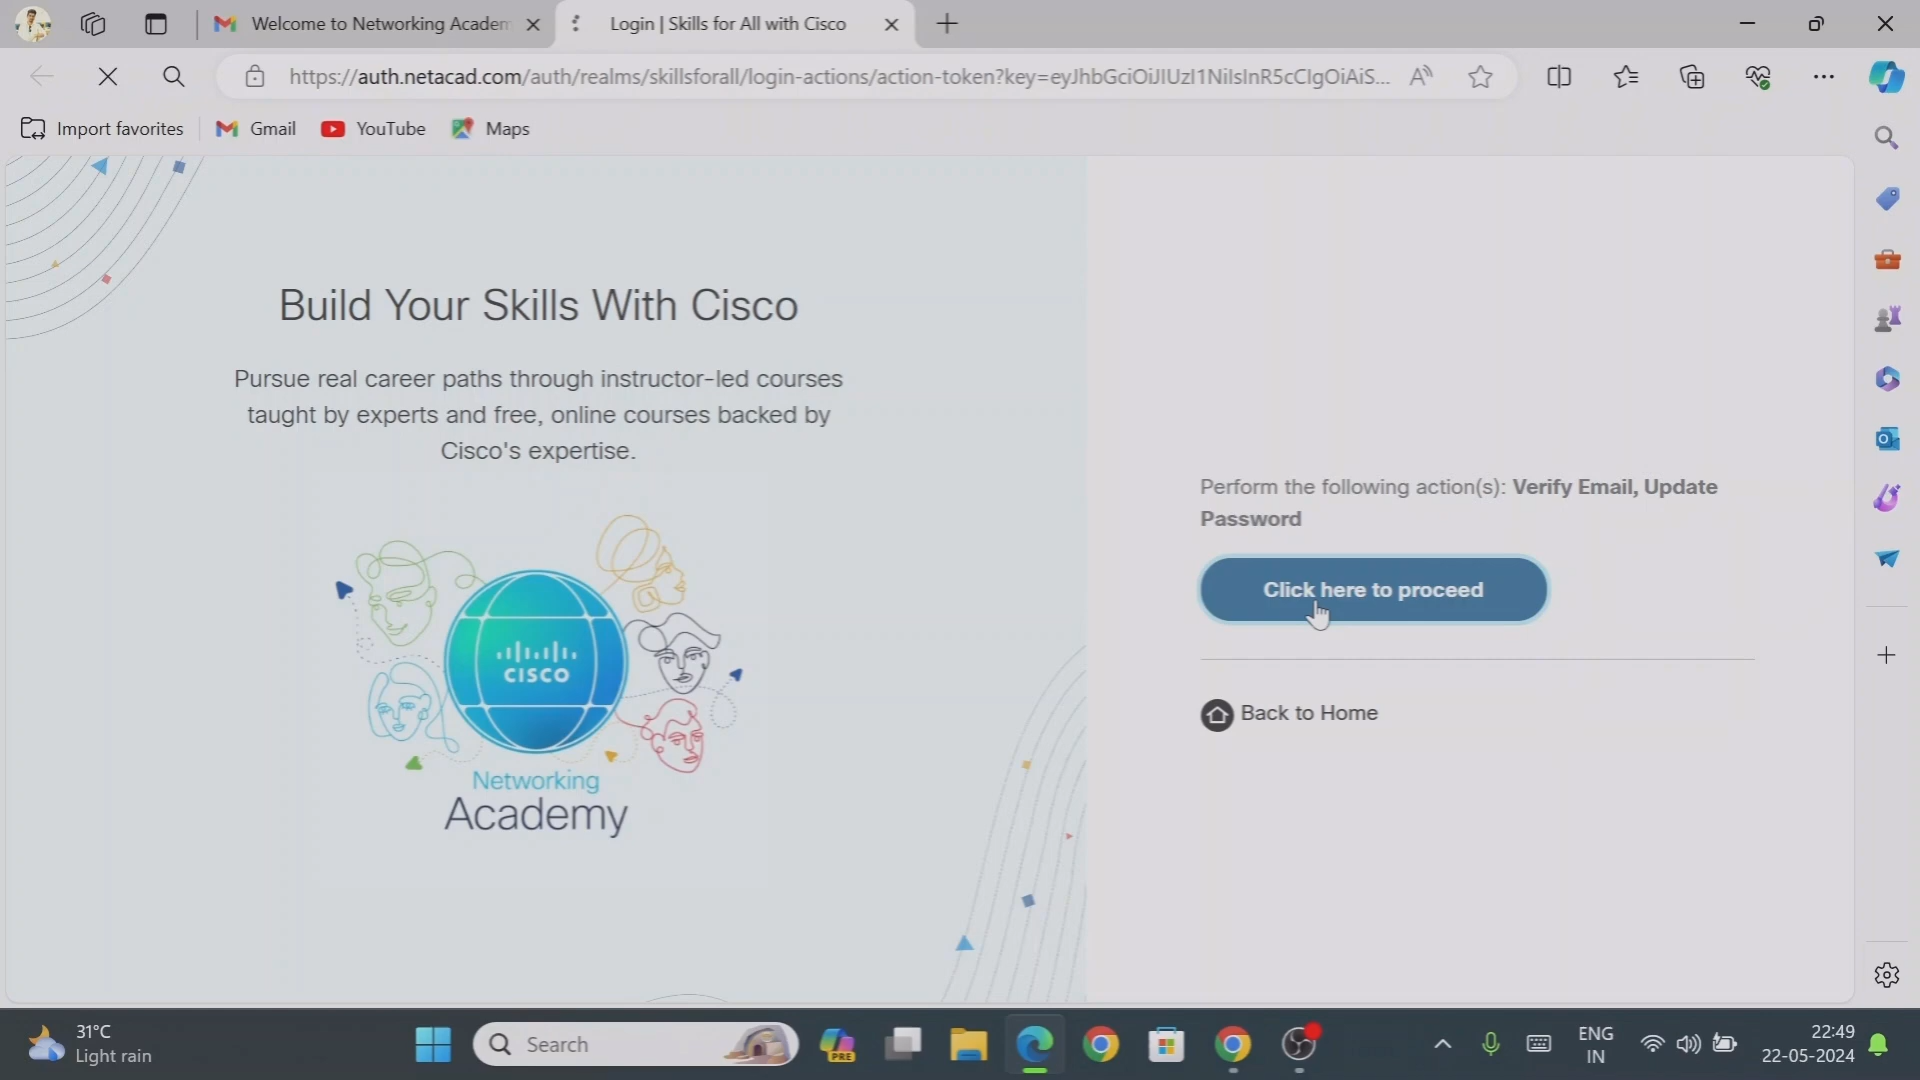 Welcome to Networking Academ
Login | Skills for All with Cisco
https://auth.netacad.com/auth/realms/skillsforall/login-actions/action-token?key=eyJhbGciOiJIUzI1NiIsInR5cCIgOiAiS...
Import favorites
Gmail
YouTube
Maps
Build Your Skills With Cisco
Pursue real career paths through instructor-led courses
taught by experts and free, online courses backed by
Cisco's expertise.
CISCO
Networking
Academy
Perform the following action(s): Verify Email, Update
Password
Click here to proceed
Back to Home
31°C
Light rain
Search
PRE
ENG
IN
22:49
22-05-2024